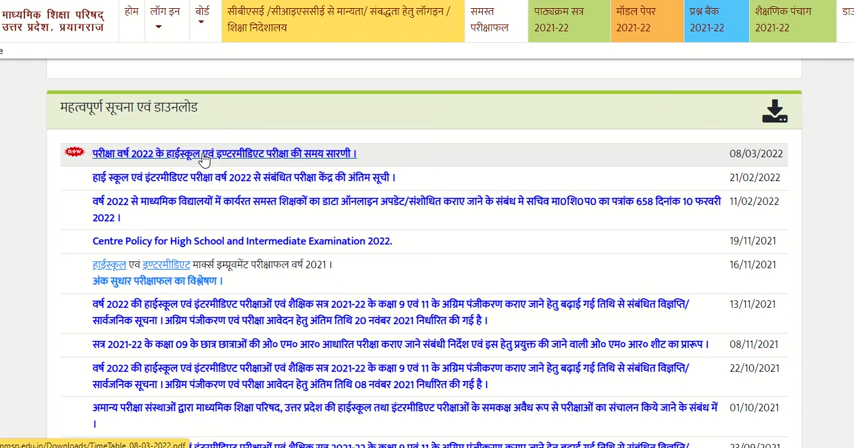 माध्यमिक शिक्षा परिषद्
उत्तर प्रदेश, प्रयागराज
होम
लॉग इन
बोर्ड
सीबीएसई /सीआइएससीई से मान्यता/ संबद्धता हेतु लॉगइन /
शिक्षा निदेशालय
समस्त
परीक्षाफल
पाठ्यक्रम सत्र
2021-22
मॉडल पेपर
2021-22
प्रश्न बैंक
2021-22
शैक्षणिक पंचाग
2021-22
महत्वपूर्ण सूचना एवं डाउनलोड
new परीक्षा वर्ष 2022 के हाईस्कूल एवं इण्टरमीडिएट परीक्षा की समय सारणी । 08/03/2022
हाई स्कूल एवं इंटरमीडिएट परीक्षा वर्ष 2022 से संबंधित परीक्षा केंद्र की अंतिम सूची । 21/02/2022
वर्ष 2022 से माध्यमिक विद्यालयों में कार्यरत समस्त शिक्षकों का डाटा ऑनलाइन अपडेट/संशोधित कराए जाने के संबंध मे सचिव मा0शि0प0 का पत्रांक 658 दिनांक 10 फरवरी 11/02/2022
2022 ।
Centre Policy for High School and Intermediate Examination 2022. 19/11/2021
हाईस्कूल एवं इण्टरमीडिएट मार्क्स इम्प्रूवमेंट परीक्षाफल वर्ष 2021 । 16/11/2021
अंक सुधार परीक्षाफल का विश्लेषण ।
वर्ष 2022 की हाईस्कूल एवं इंटरमीडिएट परीक्षाओं एवं शैक्षिक सत्र 2021-22 के कक्षा 9 एवं 11 के अग्रिम पंजीकरण कराए जाने हेतु बढ़ाई गई तिथि से संबंधित विज्ञप्ति/ 13/11/2021
सार्वजनिक सूचना । अग्रिम पंजीकरण एवं परीक्षा आवेदन हेतु अंतिम तिथि 20 नवंबर 2021 निर्धारित की गई है ।
सत्र 2021-22 के कक्षा 09 के छात्र छात्राओं की ओ० एम० आर० आधारित परीक्षा कराए जाने संबंधी निर्देश एवं इस हेतु प्रयुक्त की जाने वाली ओ० एम० आर० शीट का प्रारूप । 08/11/2021
वर्ष 2022 की हाईस्कूल एवं इंटरमीडिएट परीक्षाओं एवं शैक्षिक सत्र 2021-22 के कक्षा 9 एवं 11 के अग्रिम पंजीकरण कराए जाने हेतु बढ़ाई गई तिथि से संबंधित विज्ञप्ति/ 22/10/2021
सार्वजनिक सूचना । अग्रिम पंजीकरण एवं परीक्षा आवेदन हेतु अंतिम तिथि 08 नवंबर 2021 निर्धारित की गई है ।
अमान्य परीक्षा संस्थाओं द्वारा माध्यमिक शिक्षा परिषद, उत्तर प्रदेश की हाईस्कूल तथा इंटरमीडिएट परीक्षाओं के समकक्ष अवैध रूप से परीक्षाओं का संचालन किये जाने के संबंध में 01/10/2021
।
pmsp.edu.in/Downloads/TimeTable_08-03-2022.pdf